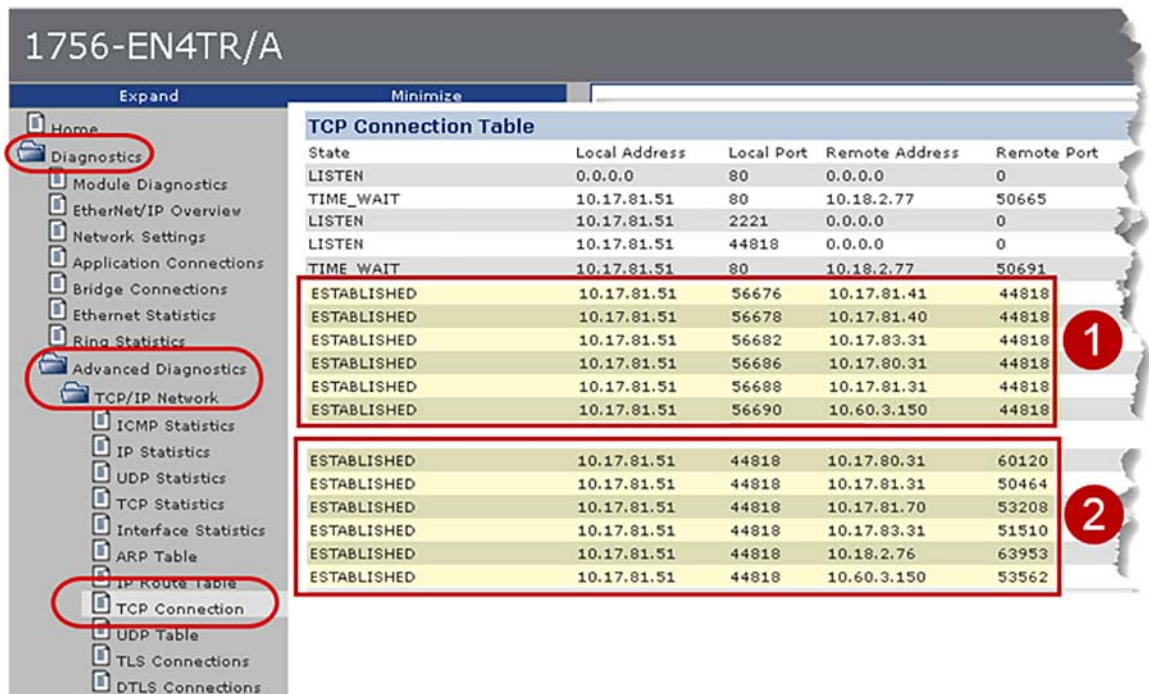 1756-EN4TR/A
Expand Minimize
Home
Diagnostics
Module Diagnostics
EtherNet/IP Overview
Network Settings
Application Connections
Bridge Connections
Ethernet Statistics
Ring Statistics
Advanced Diagnostics
TCP/IP Network
ICMP Statistics
IP Statistics
UDP Statistics
TCP Statistics
Interface Statistics
ARP Table
IP Route Table
TCP Connection
UDP Table
TLS Connections
DTLS Connections
TCP Connection Table
State Local Address Local Port Remote Address Remote Port
LISTEN 0.0.0.0 80 0.0.0.0 0
TIME_WAIT 10.17.81.51 80 10.18.2.77 50665
LISTEN 10.17.81.51 2221 0.0.0.0 0
LISTEN 10.17.81.51 44818 0.0.0.0 0
TIME_WAIT 10.17.81.51 80 10.18.2.77 50691
ESTABLISHED 10.17.81.51 56676 10.17.81.41 44818
ESTABLISHED 10.17.81.51 56678 10.17.81.40 44818
ESTABLISHED 10.17.81.51 56682 10.17.83.31 44818
ESTABLISHED 10.17.81.51 56686 10.17.80.31 44818
ESTABLISHED 10.17.81.51 56688 10.17.81.31 44818
ESTABLISHED 10.17.81.51 56690 10.60.3.150 44818
1
ESTABLISHED 10.17.81.51 44818 10.17.80.31 60120
ESTABLISHED 10.17.81.51 44818 10.17.81.31 50464
ESTABLISHED 10.17.81.51 44818 10.17.81.70 53208
ESTABLISHED 10.17.81.51 44818 10.17.83.31 51510
ESTABLISHED 10.17.81.51 44818 10.18.2.76 63953
ESTABLISHED 10.17.81.51 44818 10.60.3.150 53562
2